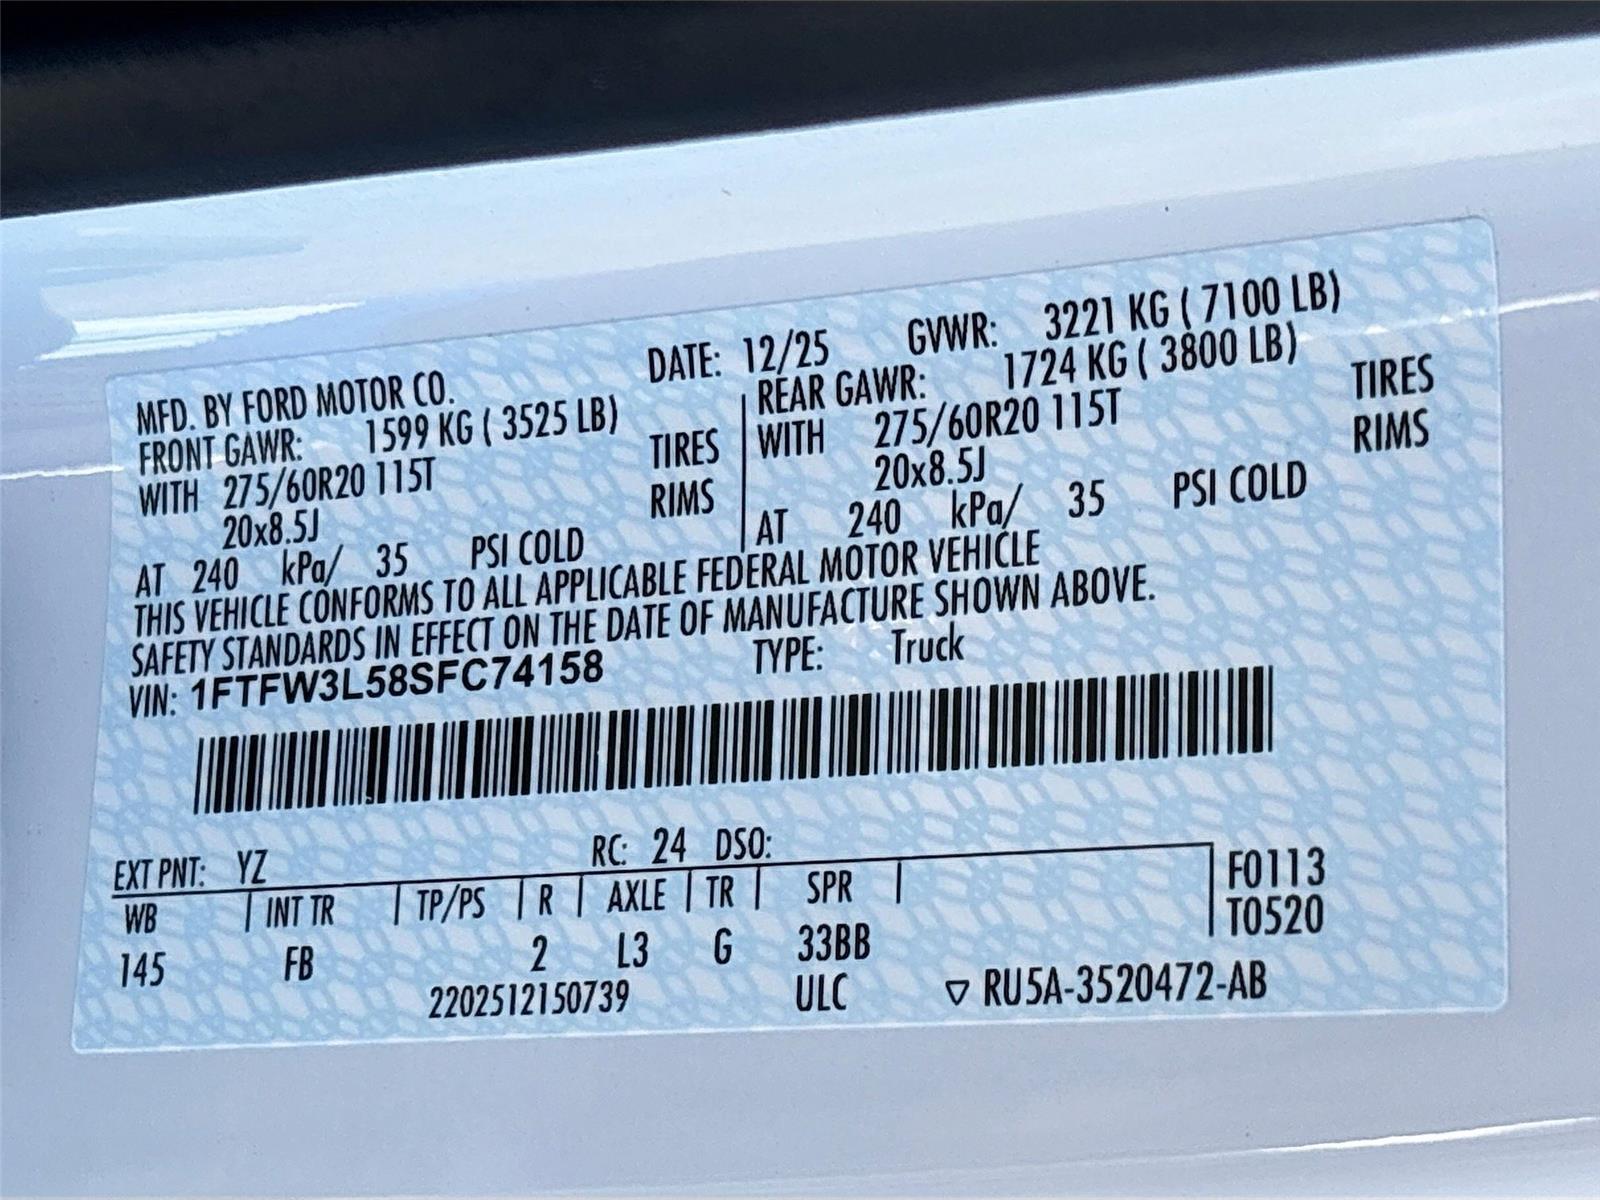 MFD. BY FORD MOTOR CO. DATE: 12/25 GVWR: 3221 KG ( 7100 LB)
FRONT GAWR: 1599 KG ( 3525 LB) REAR GAWR: 1724 KG ( 3800 LB)
WITH 275/60R20 115T TIRES WITH 275/60R20 115T TIRES
20x8.5J RIMS 20x8.5J RIMS
AT 240 kPa/ 35 PSI COLD AT 240 kPa/ 35 PSI COLD
THIS VEHICLE CONFORMS TO ALL APPLICABLE FEDERAL MOTOR VEHICLE
SAFETY STANDARDS IN EFFECT ON THE DATE OF MANUFACTURE SHOWN ABOVE.
VIN: 1FTFW3L58SFC74158 TYPE: Truck
EXT PNT: YZ RC: 24 DSO:
WB INT TR TP/PS R AXLE TR SPR F0113
T0520
145 FB 2 L3 G 33BB
2202512150739 ULC ▽ RU5A-3520472-AB